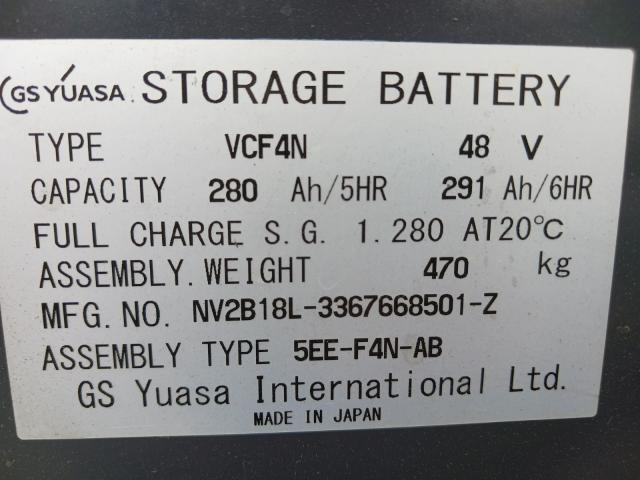 GS YUASA STORAGE BATTERY
TYPE VCF4N 48 V
CAPACITY 280 Ah/5HR 291 Ah/6HR
FULL CHARGE S.G. 1.280 AT20℃
ASSEMBLY.WEIGHT 470 kg
MFG.NO. NV2B18L-3367668501-Z
ASSEMBLY TYPE 5EE-F4N-AB
GS Yuasa International Ltd.
MADE IN JAPAN